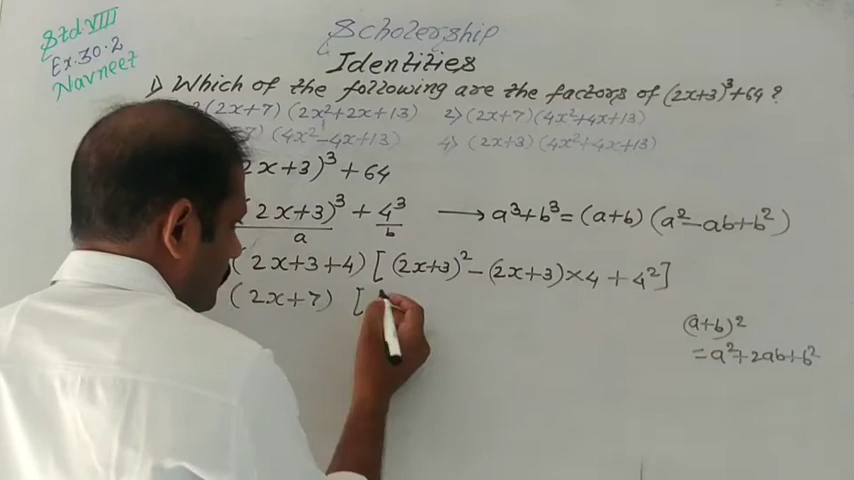 Std.VIII
Ex.30.2
Navneet
Scholership
Identities
1) Which of the following are the factors of (2x+3)³+64?
(2x+7) (2x²+2x+13) 2> (2x+7)(4x²+4x+13)
7) (4x²-4x+13) 4> (2x+3)(4x²+4x+13)
2x+3)³+64
(2x+3)³ + 4³ → a³+b³=(a+b) (a²-ab+b²)
a b
(2x+3+4) [(2x+3)²-(2x+3)×4+4²]
(2x+7) [
(a+b)²
=a²+2ab+b²